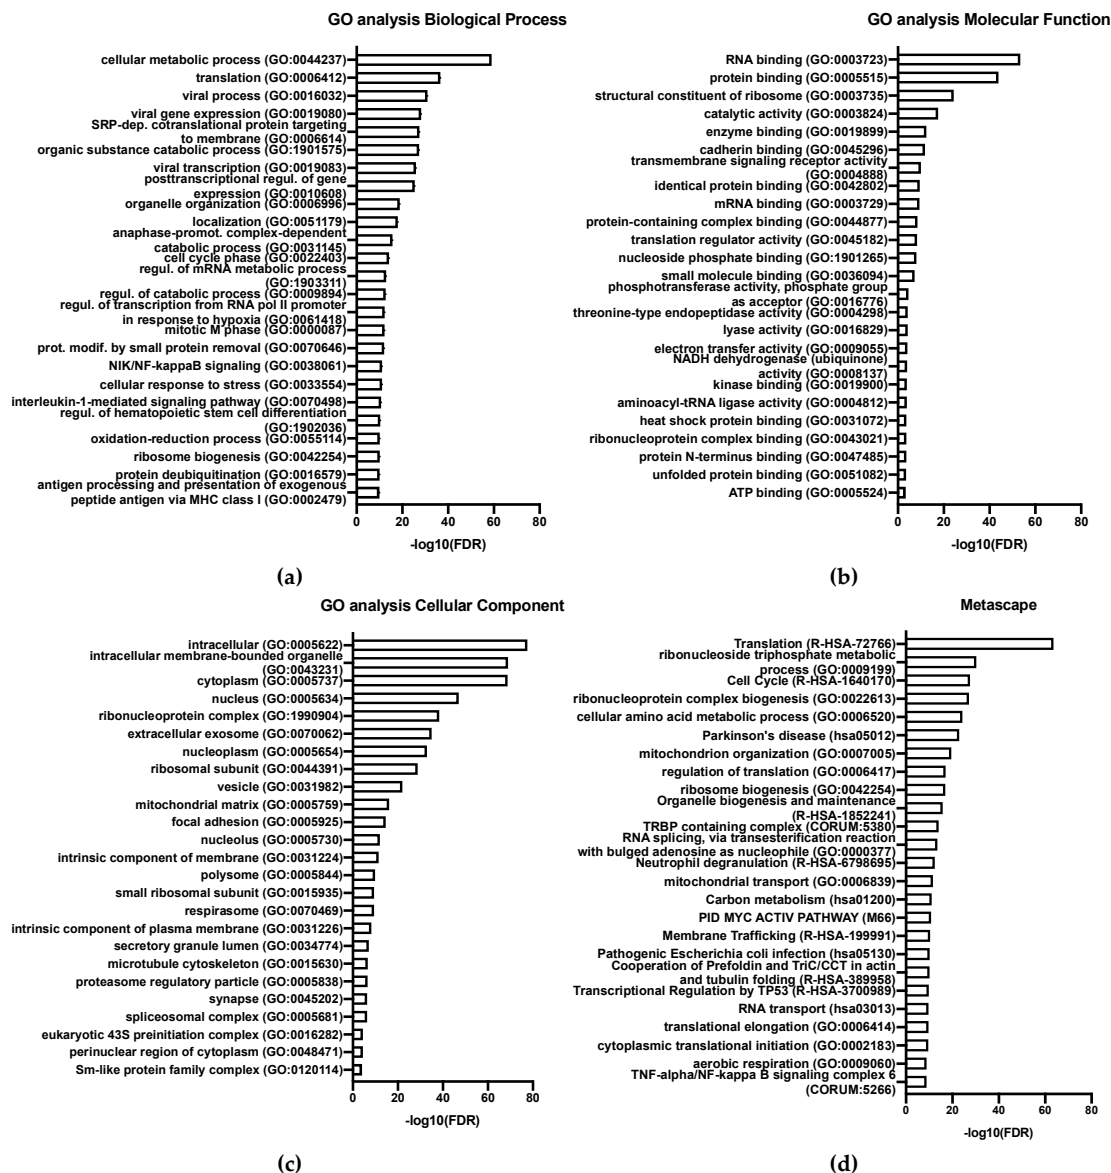 GO analysis Biological Process
cellular metabolic process (GO:0044237)
translation (GO:0006412)
viral process (GO:0016032)
viral gene expression (GO:0019080)
SRP-dep. cotranslational protein targeting
to membrane (GO:0006614)
organic substance catabolic process (GO:1901575)
viral transcription (GO:0019083)
posttranscriptional regul. of gene
expression (GO:0010608)
organelle organization (GO:0006996)
localization (GO:0051179)
anaphase-promot. complex-dependent
catabolic process (GO:0031145)
cell cycle phase (GO:0022403)
regul. of mRNA metabolic process
(GO:1903311)
regul. of catabolic process (GO:0009894)
regul. of transcription from RNA pol II promoter
in response to hypoxia (GO:0061418)
mitotic M phase (GO:0000087)
prot. modif. by small protein removal (GO:070646)
NIK/NF-kappaB signaling (GO:0038061)
cellular response to stress (GO:0033554)
interleukin-1-mediated signaling pathway (GO:0070498)
regul. of hematopoietic stem cell differentiation
(GO:1902036)
oxidation-reduction process (GO:0055114)
ribosome biogenesis (GO:0042254)
protein deubiquitination (GO:0016579)
antigen processing and presentation of exogenous
peptide antigen via MHC class I (GO:0002479)
0 20 40 60 80
-log10(FDR)
(a)
GO analysis Molecular Function
RNA binding (GO:0003723)
protein binding (GO:0005515)
structural constituent of ribosome (GO:0003735)
catalytic activity (GO:0003824)
enzyme binding (GO:0019899)
cadherin binding (GO:0045296)
transmembrane signaling receptor activity
(GO:0004888)
identical protein binding (GO:0042802)
mRNA binding (GO:0003729)
protein-containing complex binding (GO:0044877)
translation regulator activity (GO:0045182)
nucleoside phosphate binding (GO:1901265)
small molecule binding (GO:0036094)
phosphotransferase activity, phosphate group
as acceptor (GO:0016776)
threonine-type endopeptidase activity (GO:0004298)
lyase activity (GO:0016829)
electron transfer activity (GO:0009055)
NADH dehydrogenase (ubiquinone)
activity (GO:0008137)
kinase binding (GO:0019900)
aminoacyl-tRNA ligase activity (GO:0004812)
heat shock protein binding (GO:0031072)
ribonucleoprotein complex binding (GO:0043021)
protein N-terminus binding (GO:0047485)
unfolded protein binding (GO:0051082)
ATP binding (GO:0005524)
0 20 40 60 80
-log10(FDR)
(b)
GO analysis Cellular Component
intracellular (GO:0005622)
intracellular membrane-bounded organelle
(GO:0043231)
cytoplasm (GO:0005737)
nucleus (GO:0005634)
ribonucleoprotein complex (GO:1990904)
extracellular exosome (GO:0070062)
nucleoplasm (GO:0005654)
ribosomal subunit (GO:0044391)
vesicle (GO:0031982)
mitochondrial matrix (GO:0005759)
focal adhesion (GO:0005925)
nucleolus (GO:0005730)
intrinsic component of membrane (GO:0031224)
polysome (GO:0005844)
small ribosomal subunit (GO:0015935)
respirasome (GO:0070469)
intrinsic component of plasma membrane (GO:0031226)
secretory granule lumen (GO:0034774)
microtubule cytoskeleton (GO:0015630)
proteasome regulatory particle (GO:0005838)
synapse (GO:0045202)
spliceosomal complex (GO:0005681)
eukaryotic 43S preinitiation complex (GO:0016282)
perinuclear region of cytoplasm (GO:0048471)
Sm-like protein family complex (GO:0120114)
0 20 40 60 80
-log10(FDR)
(c)
Metascape
Translation (R-HSA-72766)
ribonucleoside triphosphate metabolic
process (GO:0009199)
Cell Cycle (R-HSA-1640170)
ribonucleoprotein complex biogenesis (GO:0022613)
cellular amino acid metabolic process (GO:0006520)
Parkinson's disease (hsa05012)
mitochondrion organization (GO:0007005)
regulation of translation (GO:0006417)
ribosome biogenesis (GO:0042254)
Organelle biogenesis and maintenance
(R-HSA-1852241)
TRBP containing complex (CORUM:5380)
RNA splicing, via transesterification reaction
with bulged adenosine as nucleophile (GO:0000377)
Neutrophil degranulation (R-HSA-6798695)
mitochondrial transport (GO:0006839)
Carbon metabolism (hsa01200)
PID MYC ACTIV PATHWAY (M66)
Membrane Trafficking (R-HSA-199991)
Pathogenic Escherichia coli infection (hsa05130)
Cooperation of Prefoldin and TriC/CCT in actin
and tubulin folding (R-HSA-389958)
Transcriptional Regulation by TP53 (R-HSA-3700989)
RNA transport (hsa03013)
translational elongation (GO:0006414)
cytoplasmic translational initiation (GO:0002183)
aerobic respiration (GO:0009060)
TNF-alpha/NF-kappa B signaling complex 6
(CORUM:5266)
0 20 40 60 80
-log10(FDR)
(d)